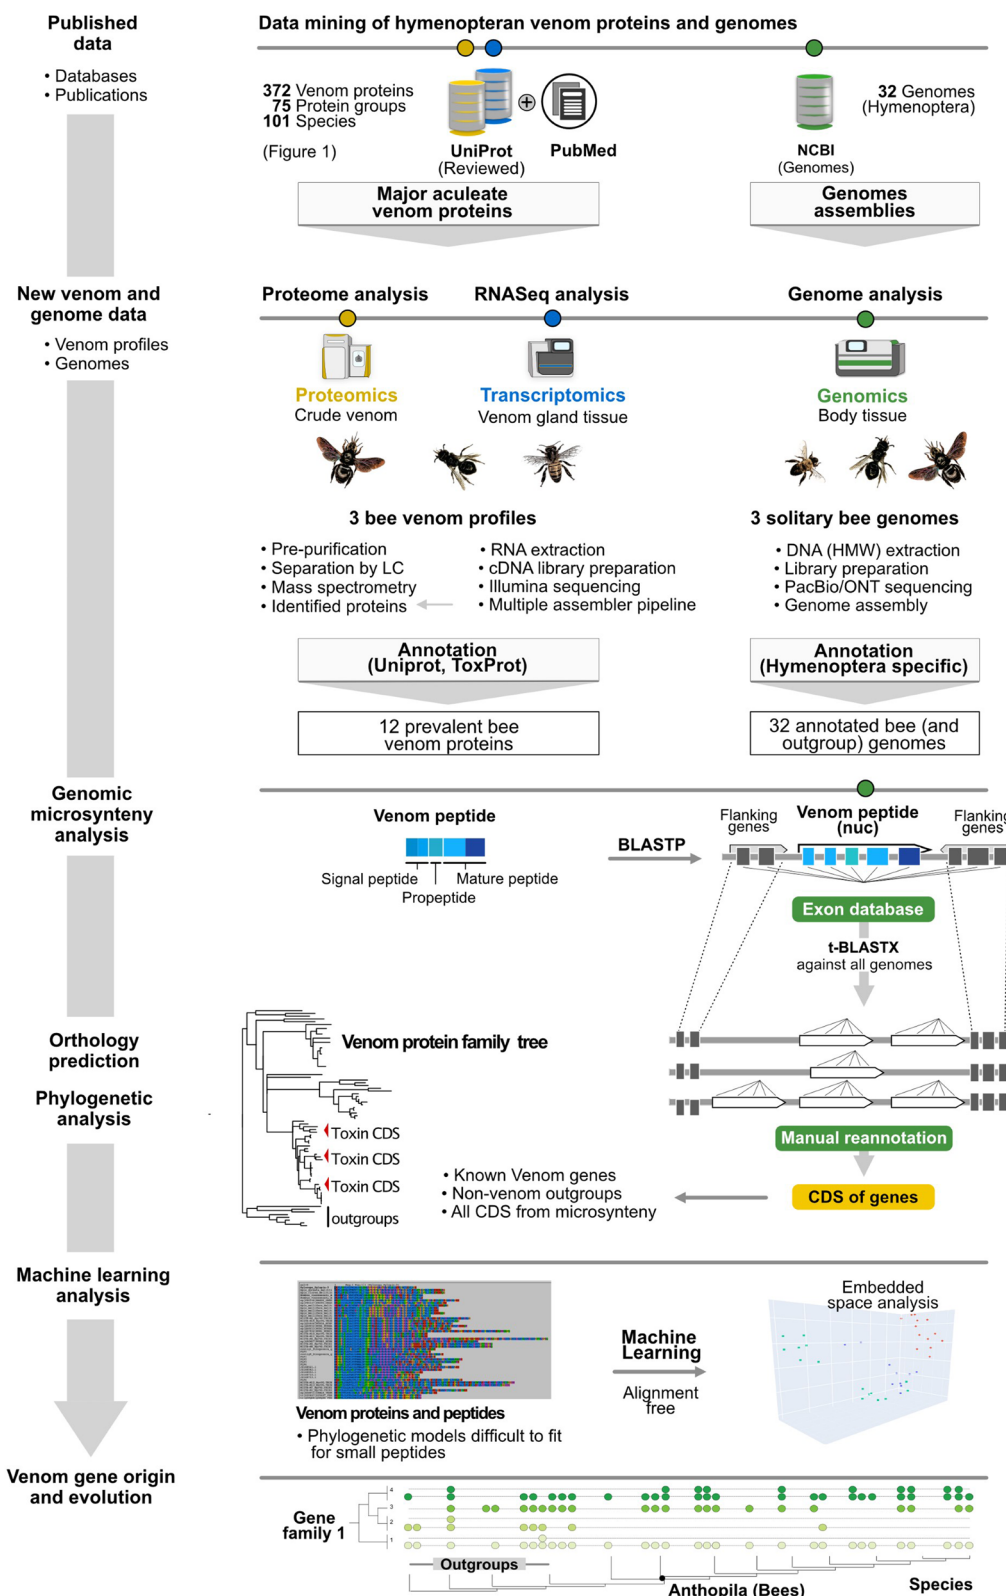 Published
data
• Databases
• Publications
Data mining of hymenopteran venom proteins and genomes
372 Venom proteins
75 Protein groups
101 Species
(Figure 1)
UniProt
(Reviewed)
PubMed
NCBI
(Genomes)
32 Genomes
(Hymenoptera)
Major aculeate
venom proteins
Genomes
assemblies
New venom and
genome data
• Venom profiles
• Genomes
Proteome analysis
RNASeq analysis
Genome analysis
Proteomics
Crude venom
Transcriptomics
Venom gland tissue
Genomics
Body tissue
3 bee venom profiles
3 solitary bee genomes
• Pre-purification
• Separation by LC
• Mass spectrometry
• Identified proteins
• RNA extraction
• cDNA library preparation
• Illumina sequencing
• Multiple assembler pipeline
• DNA (HMW) extraction
• Library preparation
• PacBio/ONT sequencing
• Genome assembly
Annotation
(Uniprot, ToxProt)
Annotation
(Hymenoptera specific)
12 prevalent bee
venom proteins
32 annotated bee (and
outgroup) genomes
Genomic
microsynteny
analysis
Venom peptide
Signal peptide
Mature peptide
Propeptide
BLASTP
Flanking
genes
Venom peptide
(nuc)
Flanking
genes
Exon database
t-BLASTX
against all genomes
Orthology
prediction
Phylogenetic
analysis
Venom protein family tree
Toxin CDS
Toxin CDS
Toxin CDS
outgroups
• Known Venom genes
• Non-venom outgroups
• All CDS from microsynteny
Manual reannotation
CDS of genes
Machine learning
analysis
Venom proteins and peptides
• Phylogenetic models difficult to fit
for small peptides
Machine
Learning
Alignment
free
Embedded
space analysis
Venom gene origin
and evolution
Gene
family 1
4
3
2
1
Outgroups
Anthopila (Bees)
Species